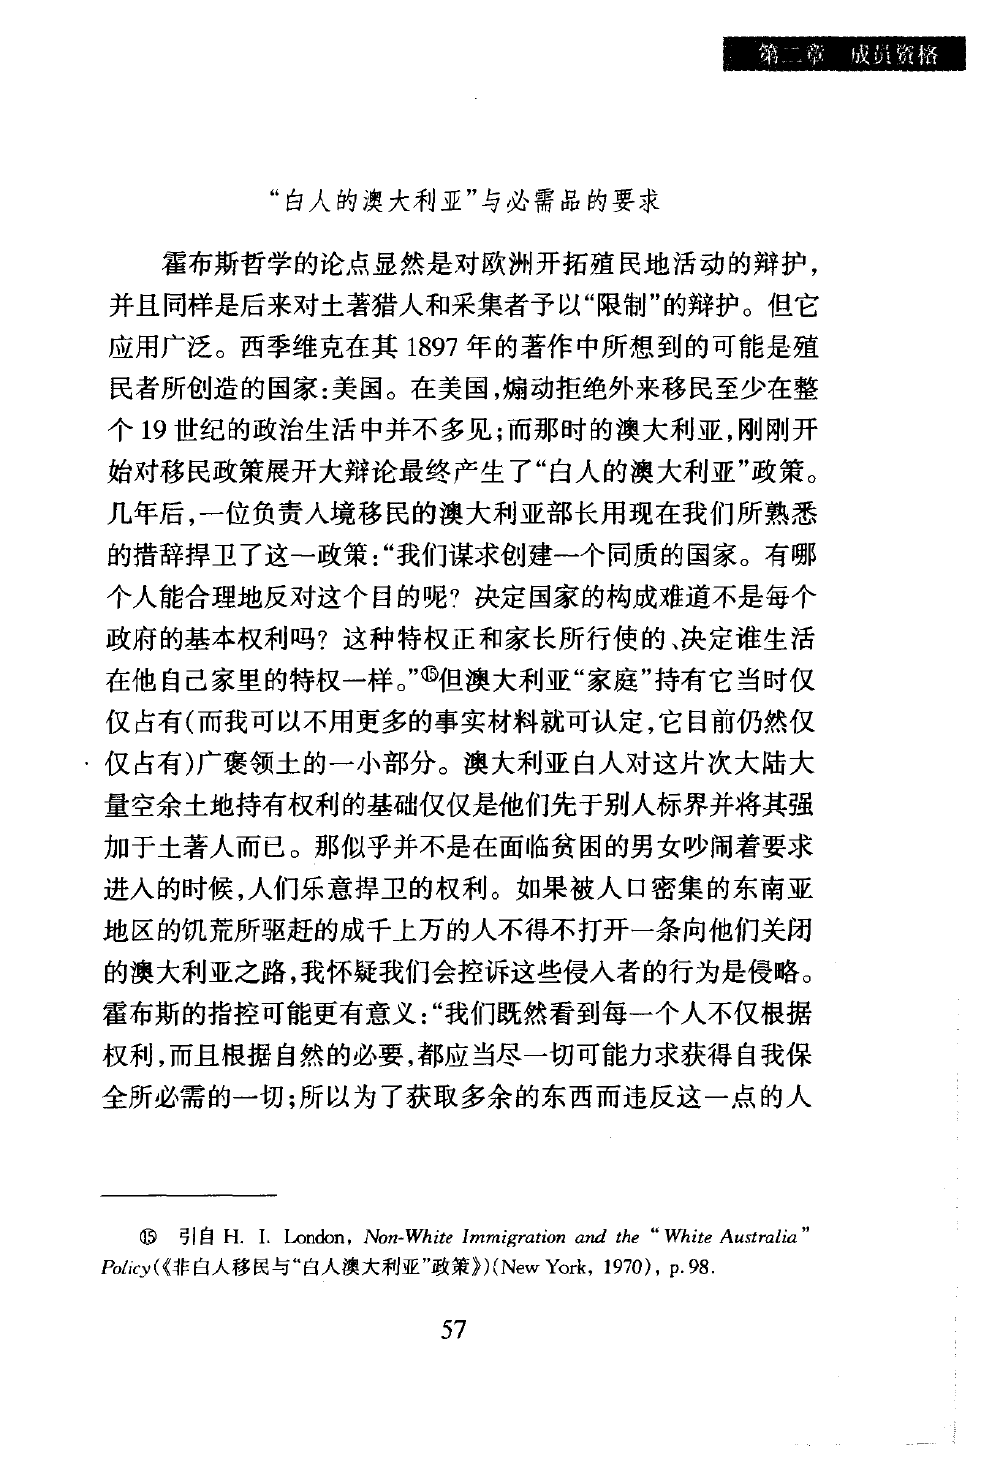 第二章 成员资格
“白人的澳大利亚”与必需品的要求
霍布斯哲学的论点显然是对欧洲开拓殖民地活动的辩护，
并且同样是后来对土著猎人和采集者予以“限制”的辩护。但它
应用广泛。西季维克在其 1897 年的著作中所想到的可能是殖
民者所创造的国家：美国。在美国，煽动拒绝外来移民至少在整
个 19 世纪的政治生活中并不多见；而那时的澳大利亚，刚刚开
始对移民政策展开大辩论最终产生了“白人的澳大利亚”政策。
几年后，一位负责入境移民的澳大利亚部长用现在我们所熟悉
的措辞捍卫了这一政策：“我们谋求创建一个同质的国家。有哪
个人能合理地反对这个目的呢？决定国家的构成难道不是每个
政府的基本权利吗？这种特权正和家长所行使的、决定谁生活
在他自己家里的特权一样。”⑮但澳大利亚“家庭”持有它当时仅
仅占有(而我可以不用更多的事实材料就可认定，它目前仍然仅
仅占有)广褒领土的一小部分。澳大利亚白人对这片次大陆大
量空余土地持有权利的基础仅仅是他们先于别人标界并将其强
加于土著人而已。那似乎并不是在面临贫困的男女吵闹着要求
进入的时候，人们乐意捍卫的权利。如果被人口密集的东南亚
地区的饥荒所驱赶的成千上万的人不得不打开一条向他们关闭
的澳大利亚之路，我怀疑我们会控诉这些侵入者的行为是侵略。
霍布斯的指控可能更有意义：“我们既然看到每一个人不仅根据
权利，而且根据自然的必要，都应当尽一切可能力求获得自我保
全所必需的一切；所以为了获取多余的东西而违反这一点的人
⑮ 引自 H. I. London, Non-White Immigration and the “White Australia”
Policy(《非白人移民与“白人澳大利亚”政策》)(New York, 1970), p.98.
57